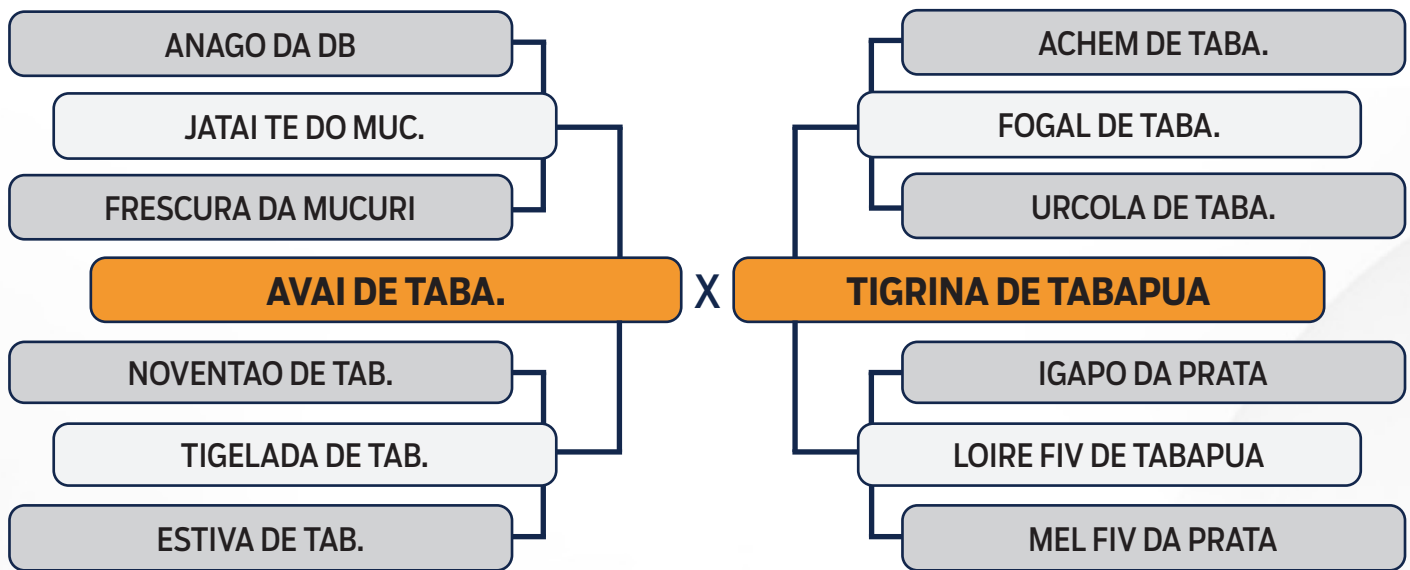 ANAGO DA DB
JATAI TE DO MUC.
FRESCURA DA MUCURI
AVAI DE TABA.
NOVENTAO DE TAB.
TIGELADA DE TAB.
ESTIVA DE TAB.
X
ACHEM DE TABA.
FOGAL DE TABA.
URCOLA DE TABA.
TIGRINA DE TABAPUA
IGAPO DA PRATA
LOIRE FIV DE TABAPUA
MEL FIV DA PRATA